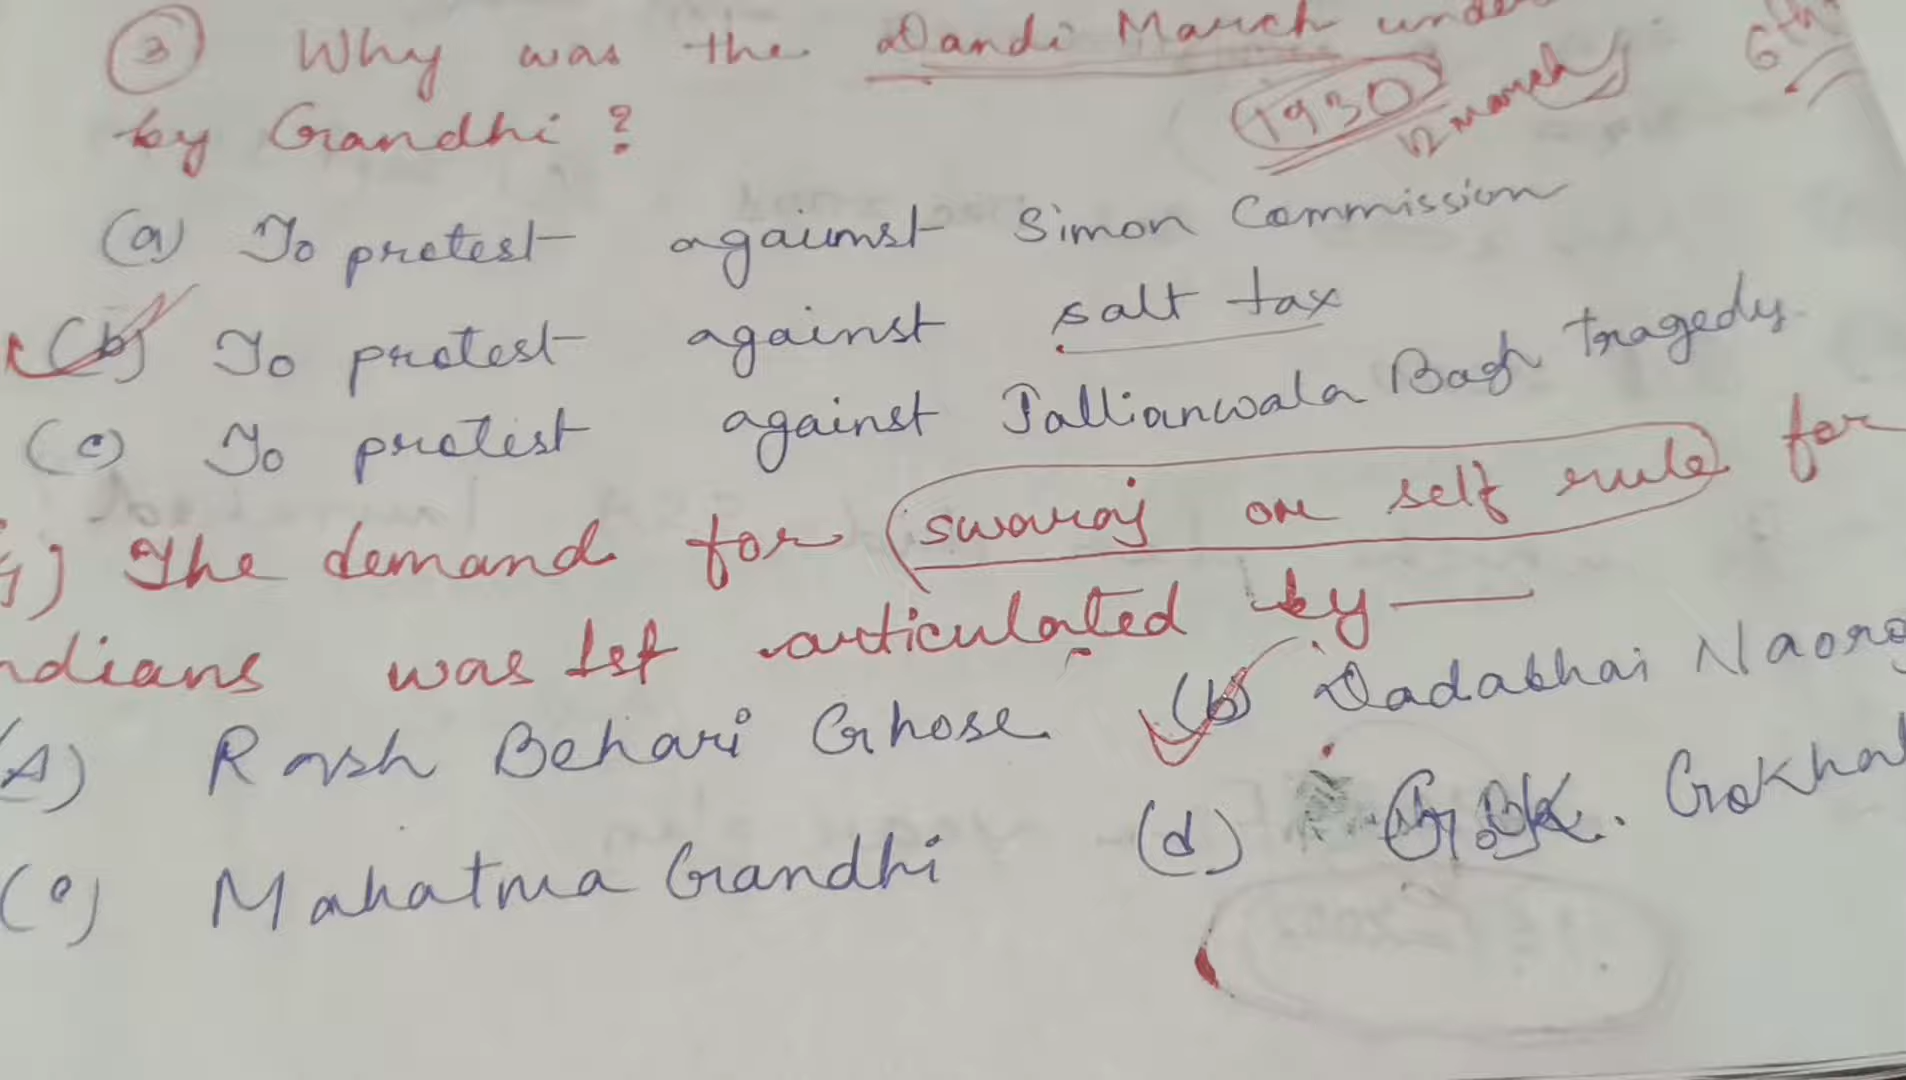 3 Why was the Dandi March unde
by Gandhi?
1930
12 march
6th
(a) To protest against Simon Commission
(b) To protest against salt tax
(c) To protest against Jallianwala Bagh tragedy.
4) The demand for swaraj or self rule for
ndians was 1st articulated by —
(A) Rash Behari Ghose (b) Dadabhai Naoro
(c) Mahatma Gandhi (d) G.K. Gokhal